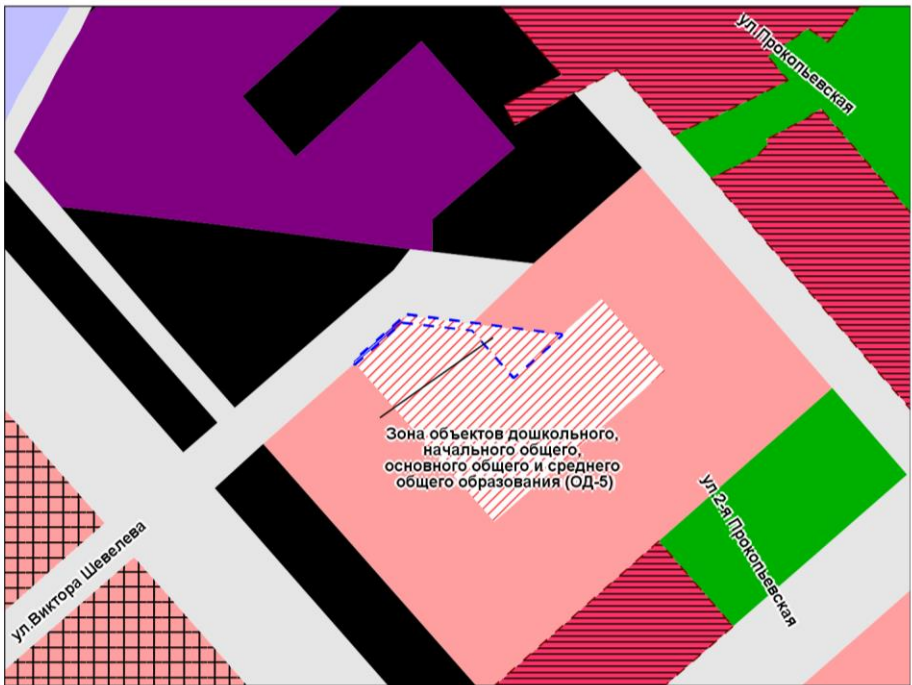 ул.Прокопьевская
Зона объектов дошкольного,
начального общего,
основного общего и среднего
общего образования (ОД-5)
ул 2-я Прокопьевская
ул.Виктора Шевелева